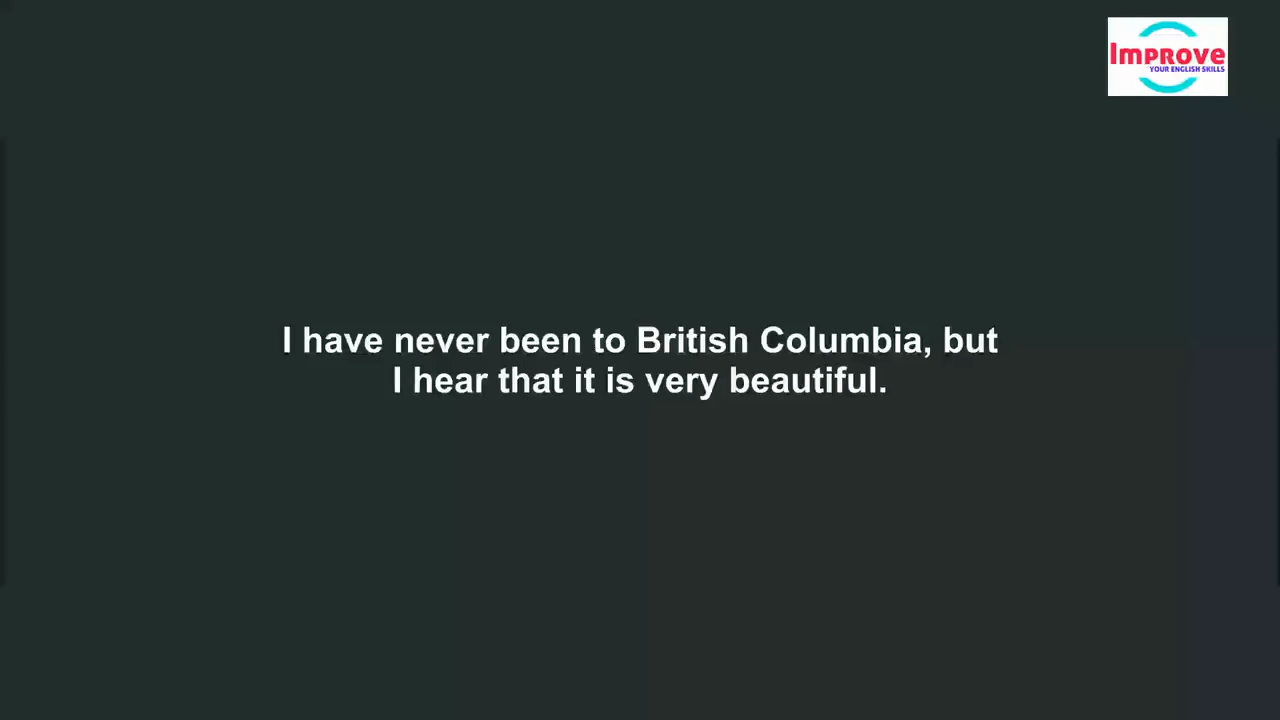 Improve
YOUR ENGLISH SKILLS
I have never been to British Columbia, but
I hear that it is very beautiful.